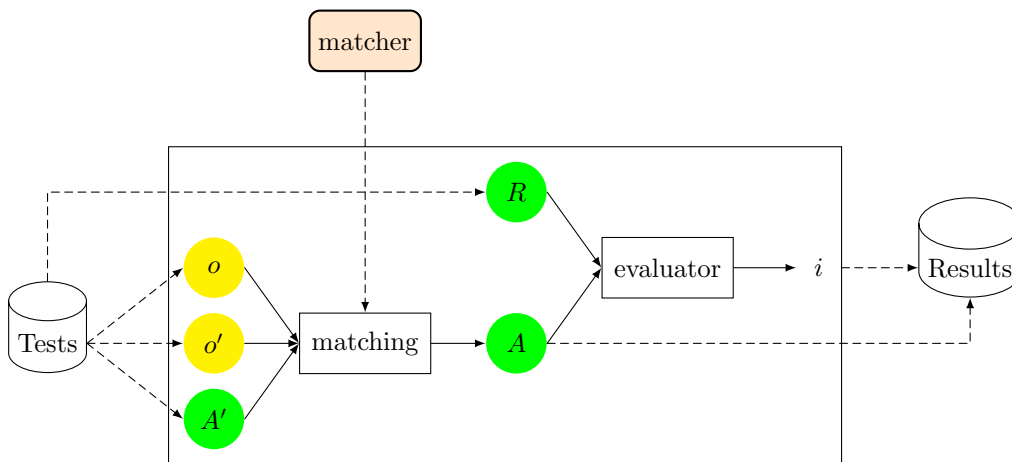 matcher
R
o
evaluator
i
Results
Tests
o′
matching
A
A′